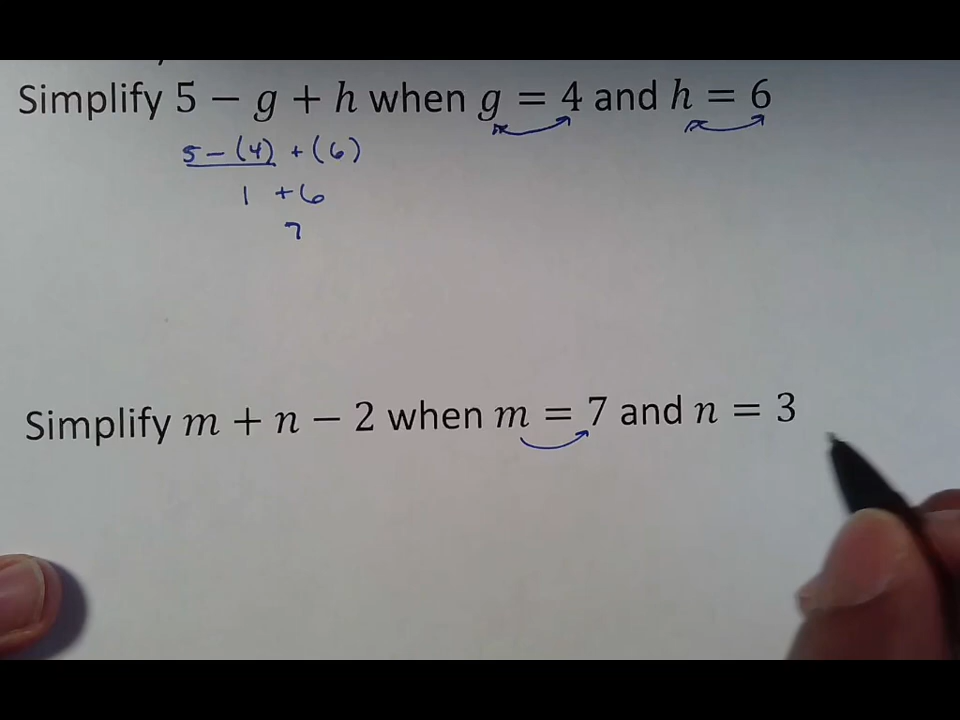 Simplify 5 − g + h when g = 4 and h = 6
5 − (4) + (6)
1 + 6
7
Simplify m + n − 2 when m = 7 and n = 3